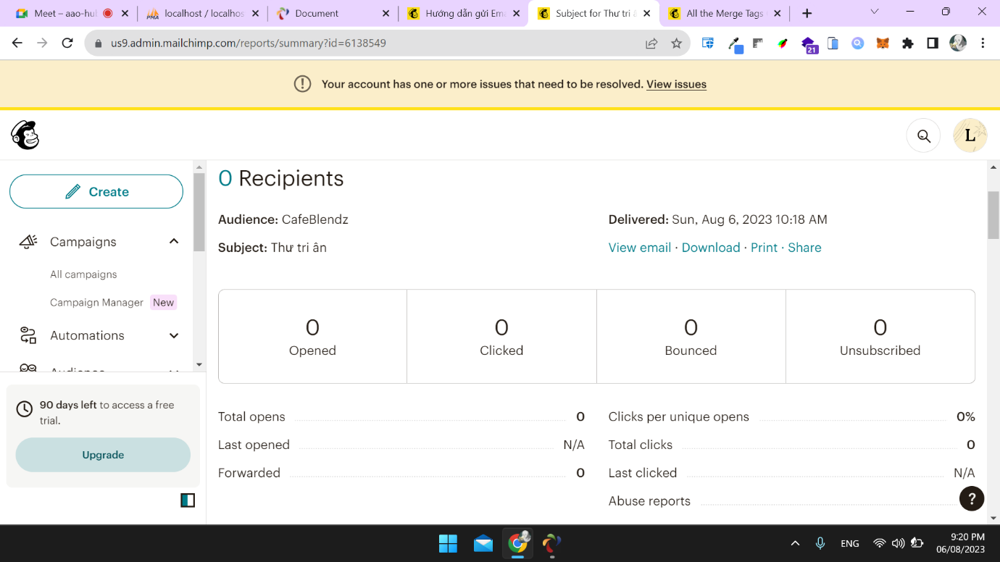 Meet – aao-hul
localhost / localhos
Document
Hướng dẫn gửi Ema
Subject for Thư tri â
All the Merge Tags
us9.admin.mailchimp.com/reports/summary?id=6138549
21
Your account has one or more issues that need to be resolved. View issues
L
Create
Campaigns
All campaigns
Campaign Manager New
Automations
Audience
90 days left to access a free
trial.
Upgrade
0 Recipients
Audience: CafeBlendz
Delivered: Sun, Aug 6, 2023 10:18 AM
Subject: Thư tri ân
View email · Download · Print · Share
0
Opened
0
Clicked
0
Bounced
0
Unsubscribed
Total opens 0
Clicks per unique opens 0%
Last opened N/A
Total clicks 0
Forwarded 0
Last clicked N/A
Abuse reports
?
ENG
9:20 PM
06/08/2023